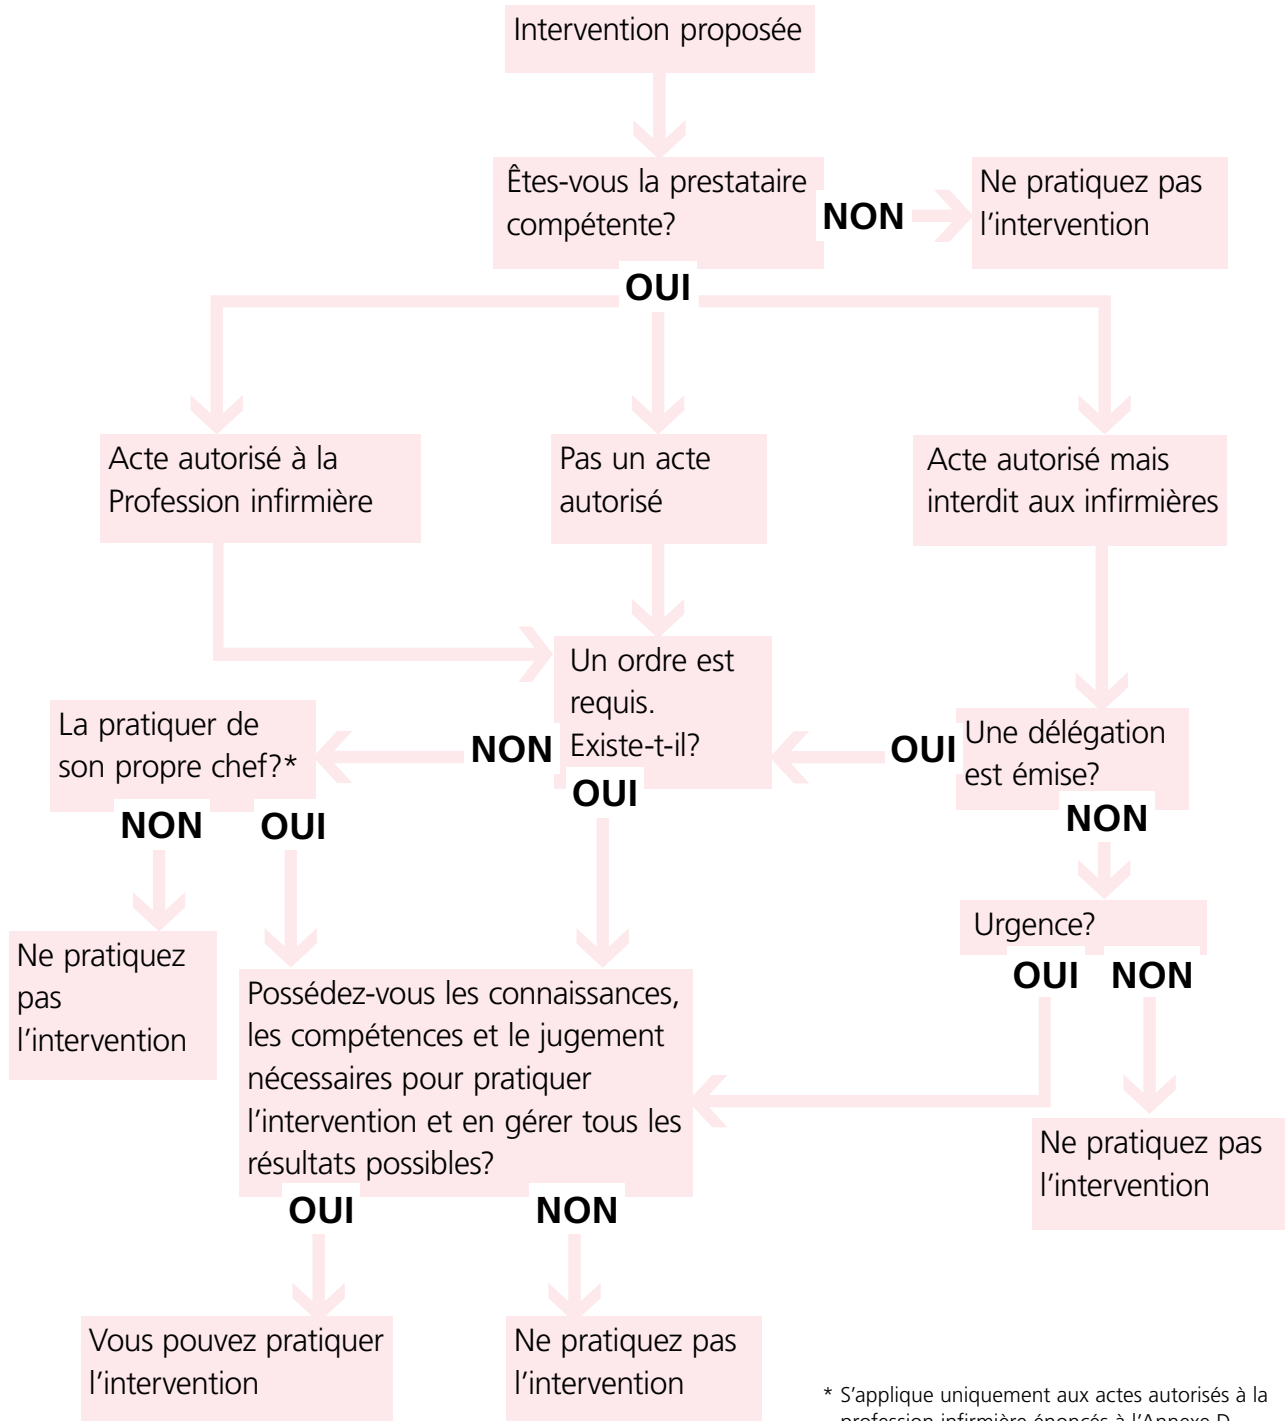 Intervention proposée
Êtes-vous la prestataire
compétente?
NON
Ne pratiquez pas
l'intervention
OUI
Acte autorisé à la
Profession infirmière
Pas un acte
autorisé
Acte autorisé mais
interdit aux infirmières
Un ordre est
requis.
Existe-t-il?
La pratiquer de
son propre chef?*
NON
OUI
Une délégation
est émise?
OUI
NON
OUI
NON
Urgence?
Ne pratiquez
pas
l'intervention
OUI
NON
Possédez-vous les connaissances,
les compétences et le jugement
nécessaires pour pratiquer
l'intervention et en gérer tous les
résultats possibles?
Ne pratiquez pas
l'intervention
OUI
NON
Vous pouvez pratiquer
l'intervention
Ne pratiquez pas
l'intervention
* S'applique uniquement aux actes autorisés à la
profession infirmière énoncés à l'Annexe D